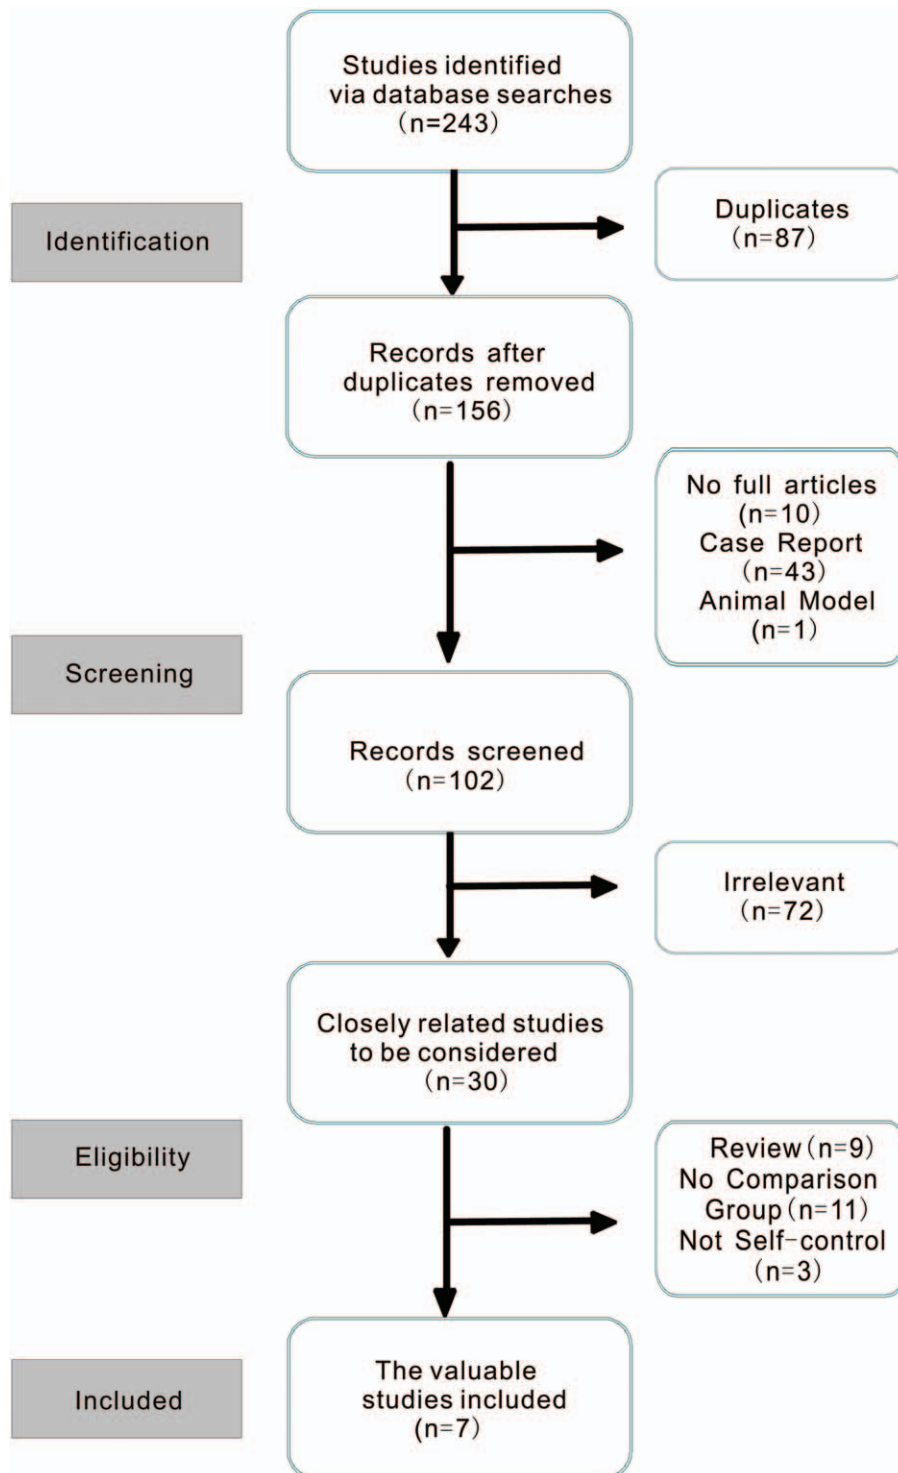 Studies identified
via database searches
(n=243)
Identification
Duplicates
(n=87)
Records after
duplicates removed
(n=156)
No full articles
(n=10)
Case Report
(n=43)
Animal Model
(n=1)
Screening
Records screened
(n=102)
Irrelevant
(n=72)
Closely related studies
to be considered
(n=30)
Eligibility
Review(n=9)
No Comparison
Group(n=11)
Not Self-control
(n=3)
Included
The valuable
studies included
(n=7)